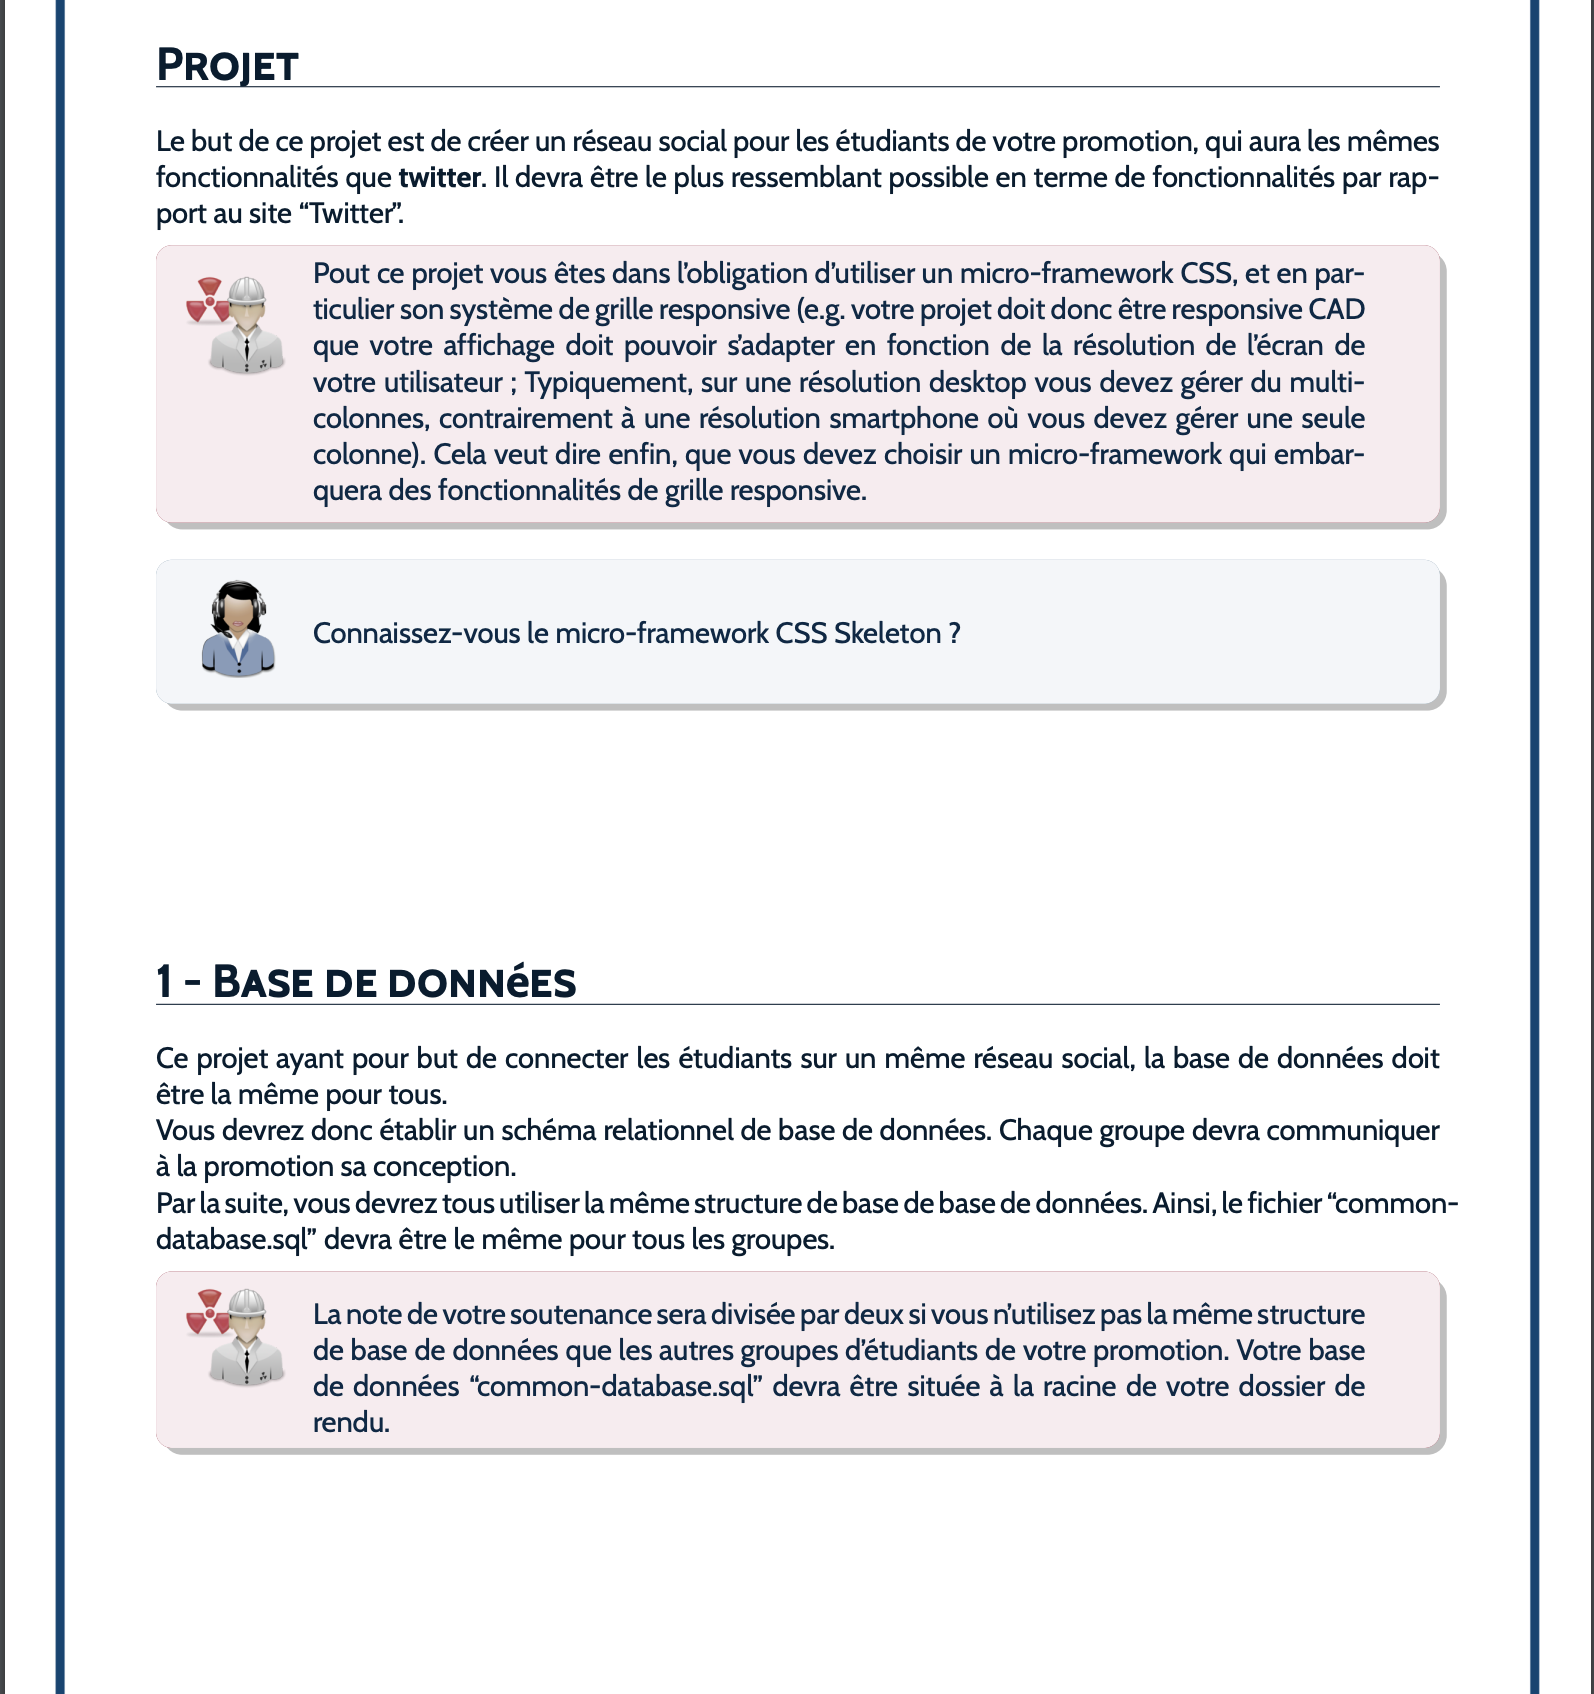 Projet
Le but de ce projet est de créer un réseau social pour les étudiants de votre promotion, qui aura les mêmes
fonctionnalités que twitter. Il devra être le plus ressemblant possible en terme de fonctionnalités par rap-
port au site “Twitter”.
Pout ce projet vous êtes dans l’obligation d’utiliser un micro-framework CSS, et en par-
ticulier son système de grille responsive (e.g. votre projet doit donc être responsive CAD
que votre affichage doit pouvoir s’adapter en fonction de la résolution de l’écran de
votre utilisateur ; Typiquement, sur une résolution desktop vous devez gérer du multi-
colonnes, contrairement à une résolution smartphone où vous devez gérer une seule
colonne). Cela veut dire enfin, que vous devez choisir un micro-framework qui embar-
quera des fonctionnalités de grille responsive.
Connaissez-vous le micro-framework CSS Skeleton ?
1 - Base de données
Ce projet ayant pour but de connecter les étudiants sur un même réseau social, la base de données doit
être la même pour tous.
Vous devrez donc établir un schéma relationnel de base de données. Chaque groupe devra communiquer
à la promotion sa conception.
Par la suite, vous devrez tous utiliser la même structure de base de base de données. Ainsi, le fichier “common-
database.sql” devra être le même pour tous les groupes.
La note de votre soutenance sera divisée par deux si vous n’utilisez pas la même structure
de base de données que les autres groupes d’étudiants de votre promotion. Votre base
de données “common-database.sql” devra être située à la racine de votre dossier de
rendu.